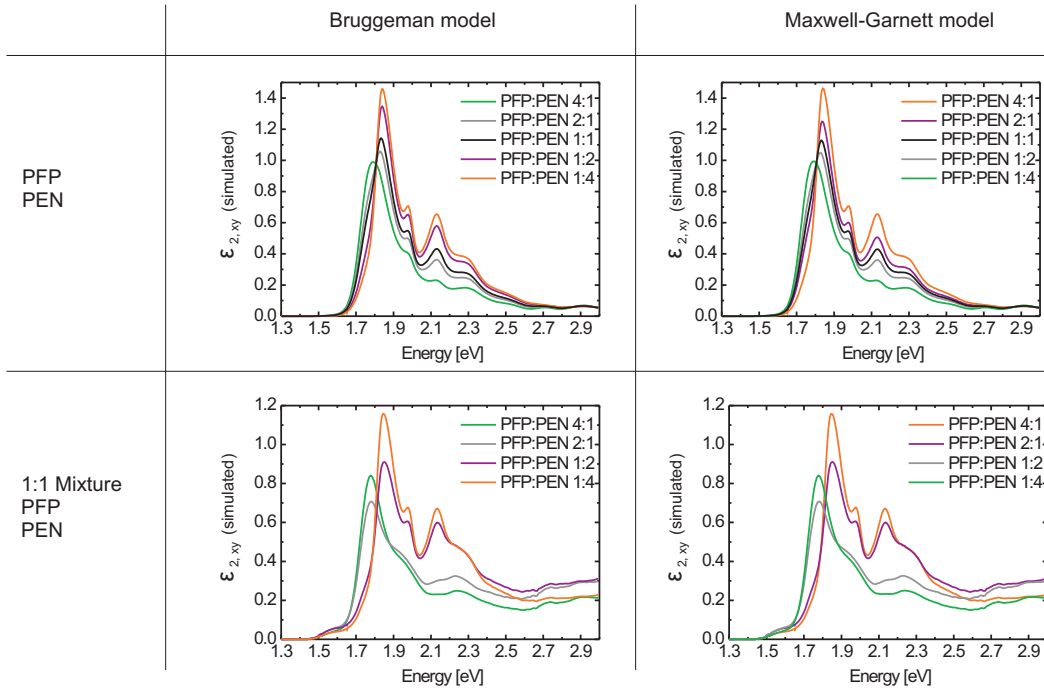 Bruggeman model
Maxwell-Garnett model
PFP
PEN
ε2, xy (simulated)
1.4
1.2
1.0
0.8
0.6
0.4
0.2
0.0
PFP:PEN 4:1
PFP:PEN 2:1
PFP:PEN 1:1
PFP:PEN 1:2
PFP:PEN 1:4
1.3 1.5 1.7 1.9 2.1 2.3 2.5 2.7 2.9
Energy [eV]
ε2, xy (simulated)
1.4
1.2
1.0
0.8
0.6
0.4
0.2
0.0
PFP:PEN 4:1
PFP:PEN 2:1
PFP:PEN 1:1
PFP:PEN 1:2
PFP:PEN 1:4
1.3 1.5 1.7 1.9 2.1 2.3 2.5 2.7 2.9
Energy [eV]
1:1 Mixture
PFP
PEN
ε2, xy (simulated)
1.2
1.0
0.8
0.6
0.4
0.2
0.0
PFP:PEN 4:1
PFP:PEN 2:1
PFP:PEN 1:2
PFP:PEN 1:4
1.3 1.5 1.7 1.9 2.1 2.3 2.5 2.7 2.9
Energy [eV]
ε2, xy (simulated)
1.2
1.0
0.8
0.6
0.4
0.2
0.0
PFP:PEN 4:1
PFP:PEN 2:1
PFP:PEN 1:2
PFP:PEN 1:4
1.3 1.5 1.7 1.9 2.1 2.3 2.5 2.7 2.9
Energy [eV]